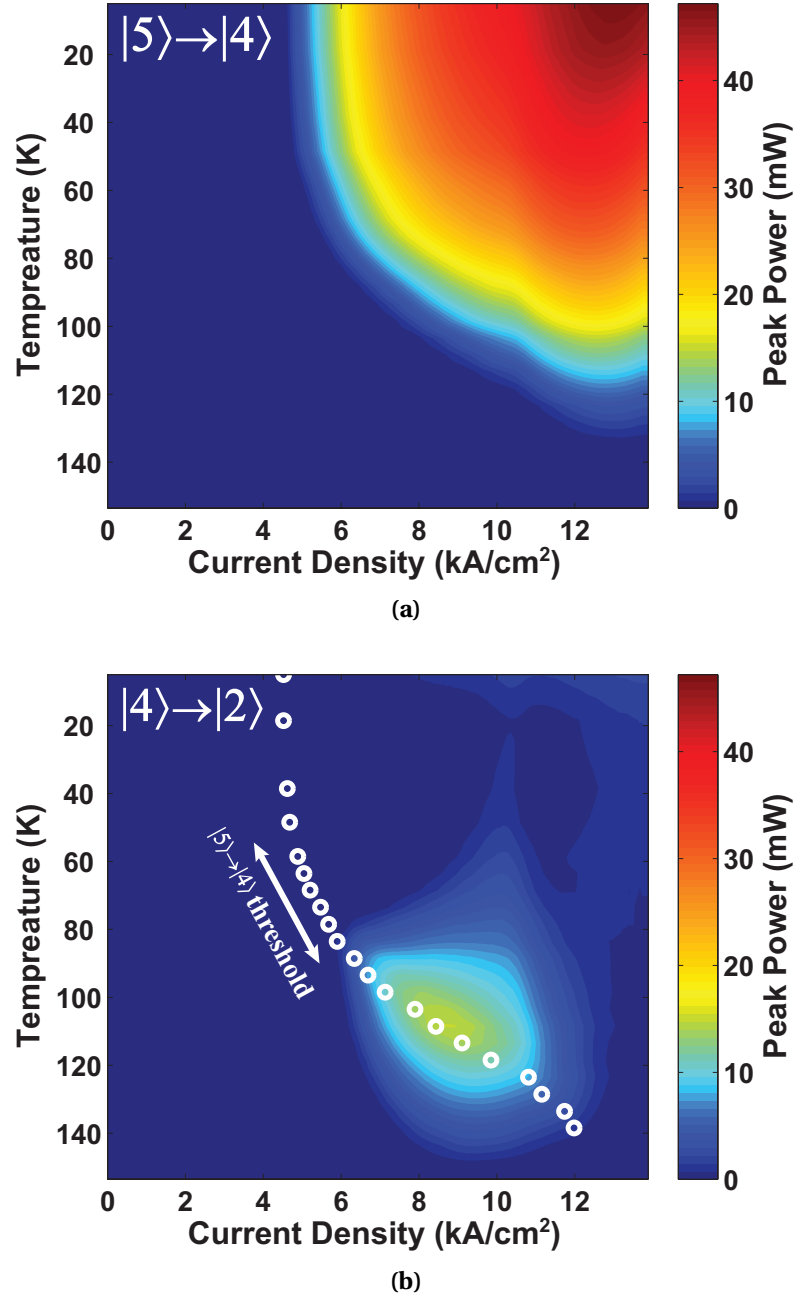 |5⟩→|4⟩
20
40
60
80
100
120
140
Tempreature (K)
0 2 4 6 8 10 12
Current Density (kA/cm²)
40
30
20
10
0
Peak Power (mW)
(a)
|4⟩→|2⟩
20
40
60
80
100
120
140
Tempreature (K)
|5⟩→|4⟩ threshold
0 2 4 6 8 10 12
Current Density (kA/cm²)
40
30
20
10
0
Peak Power (mW)
(b)